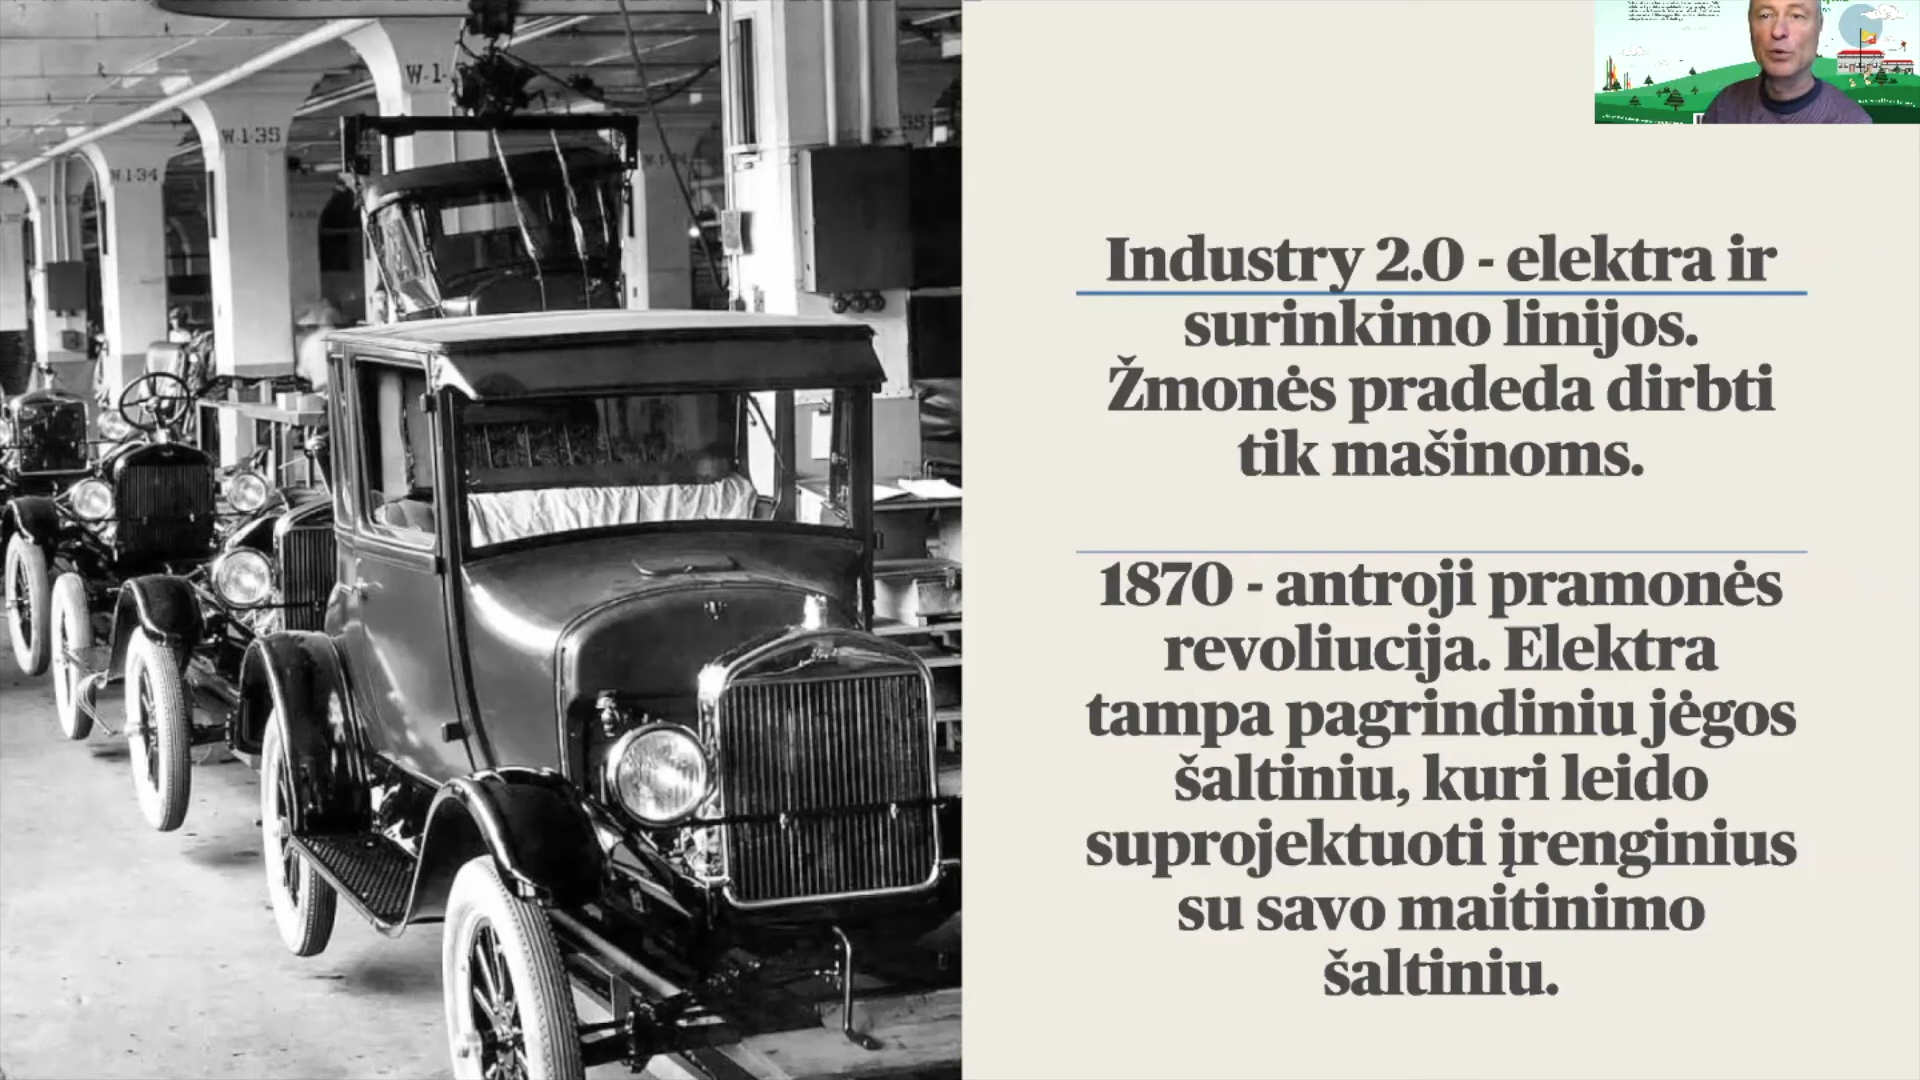 W-1-
W-1-35
W-1-34
Industry 2.0 - elektra ir
surinkimo linijos.
Žmonės pradeda dirbti
tik mašinoms.
1870 - antroji pramonės
revoliucija. Elektra
tampa pagrindiniu jėgos
šaltiniu, kuri leido
suprojektuoti įrenginius
su savo maitinimo
šaltiniu.